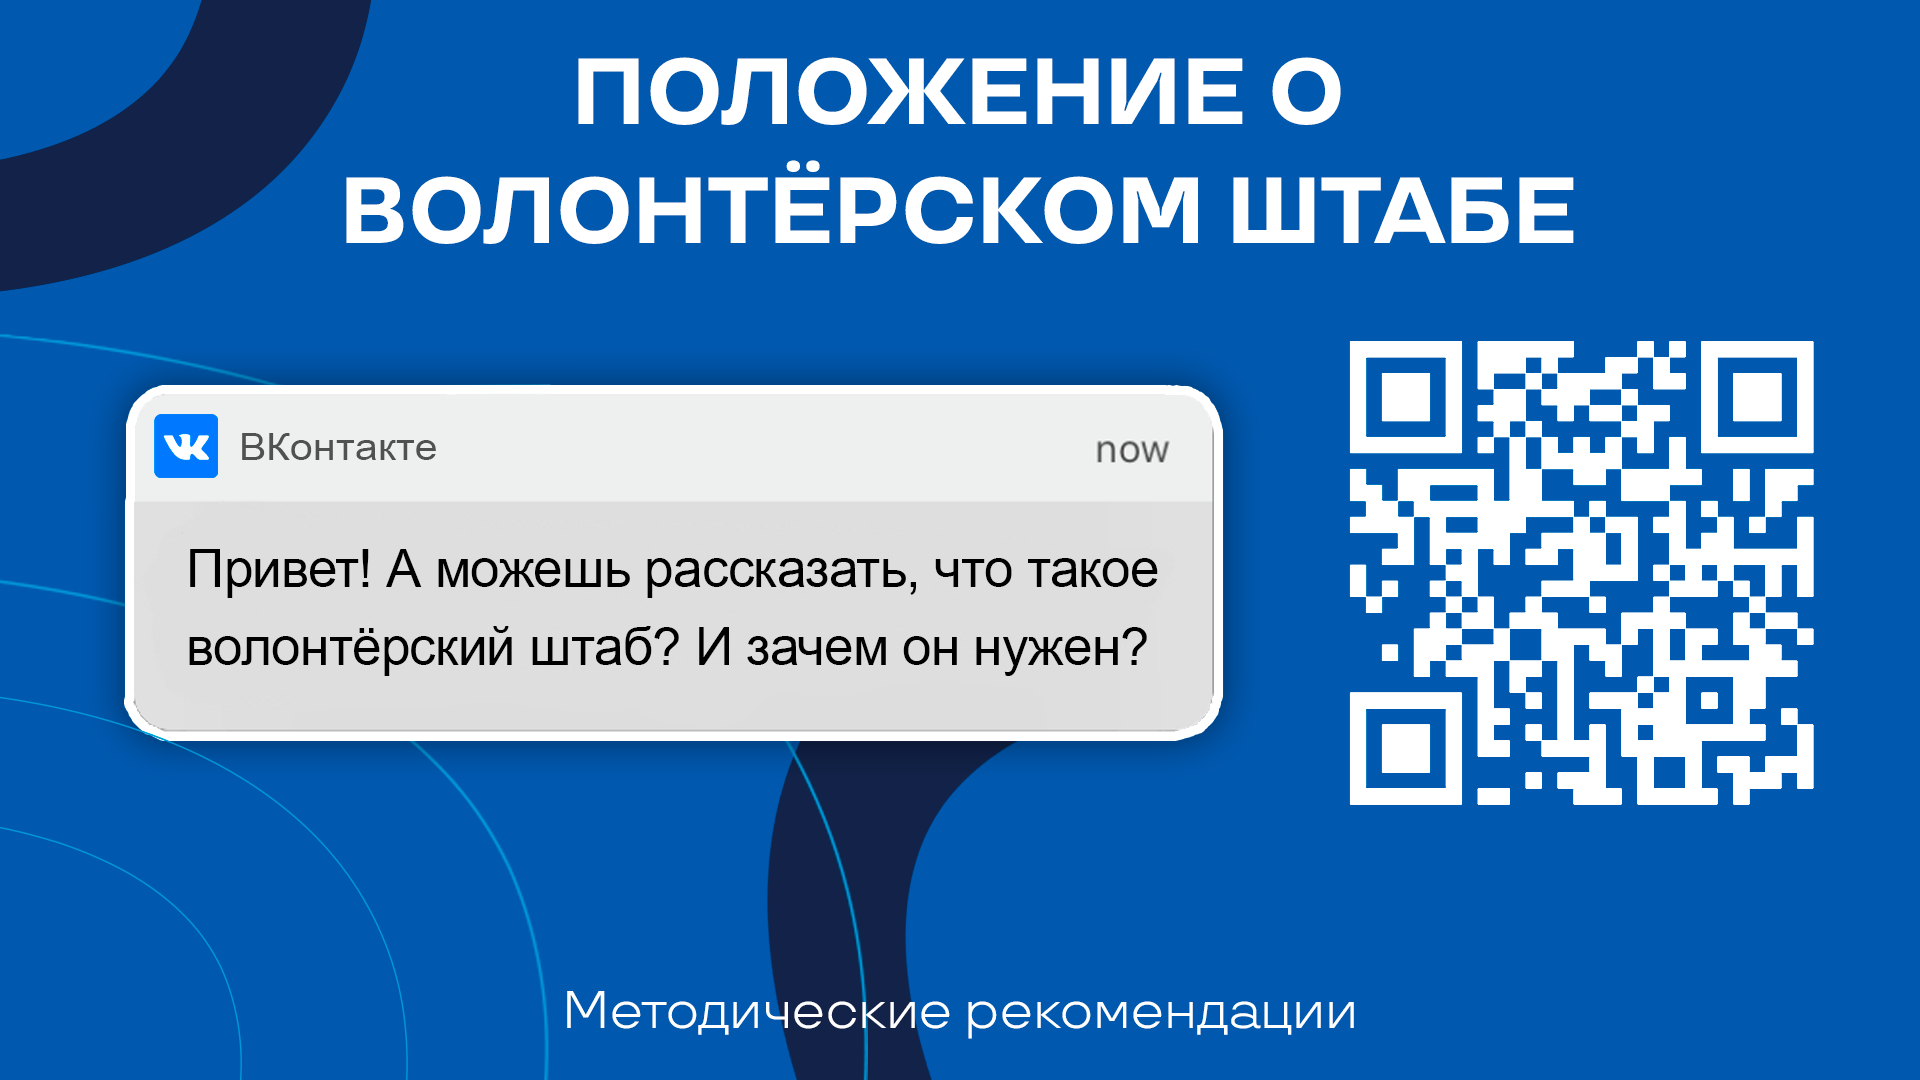 ПОЛОЖЕНИЕ О
ВОЛОНТЁРСКОМ ШТАБЕ
ВКонтакте
now
Привет! А можешь рассказать, что такое
волонтёрский штаб? И зачем он нужен?
Методические рекомендации